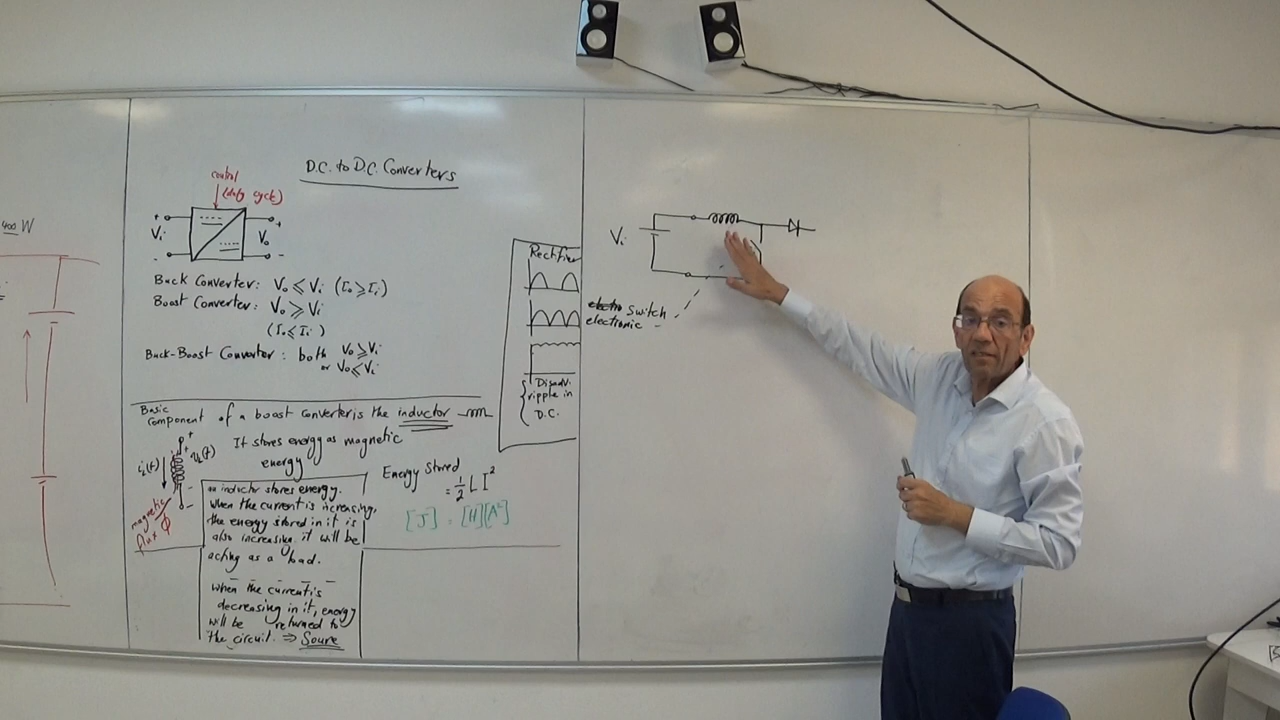 400 W
D.C. to D.C. Converters
control
(duty cycle)
+
+
Vi
Vo
-
-
Buck Converter: Vo ⩽ Vi (Io ⩾ Ii)
Boost Converter: Vo ⩾ Vi
(Io ⩽ Ii)
Buck-Boost Converter: both Vo ⩾ Vi
or Vo ⩽ Vi
Basic
component of a boost converter is the inductor
It stores energy as magnetic
energy
+
+
iL(t)
vL(t)
-
-
magnetic
flux Φ
an inductor stores energy.
When the current is increasing,
the energy stored in it is
also increasing. it will be
acting as a load.
when the current is
decreasing in it, energy
will be returned to
the circuit. ⇒ Soure
Energy Stored
= 1/2 L I²
[J] = [H][A²]
Rectifier
Disadv.
ripple in
D.C.
Vi
switch
electronic